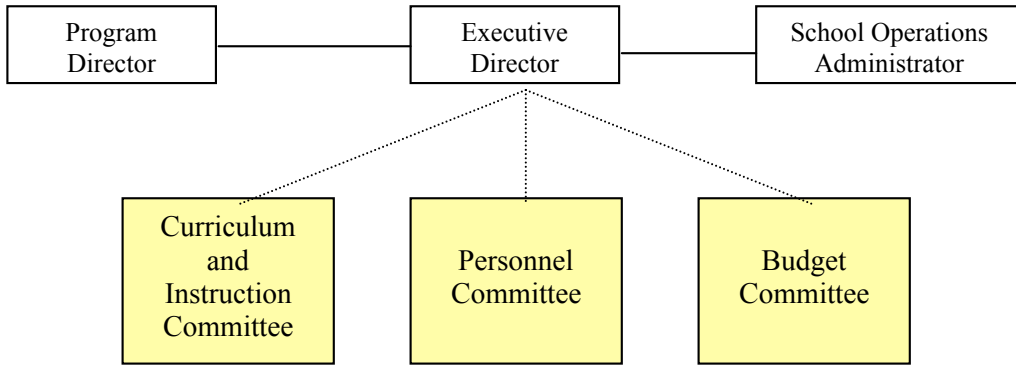 Program
Director
Executive
Director
School Operations
Administrator
Curriculum
and
Instruction
Committee
Personnel
Committee
Budget
Committee